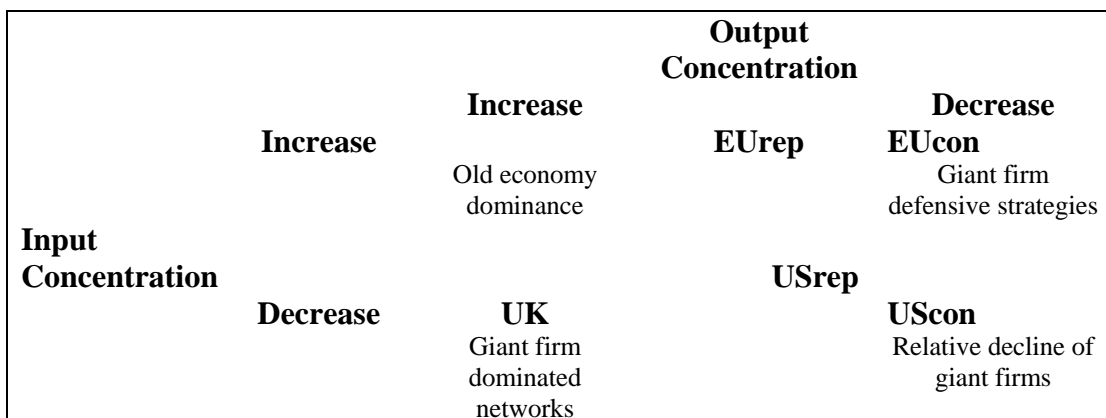 Output
Concentration
Increase Decrease
Increase EUrep EUcon
Old economy Giant firm
dominance defensive strategies
Input
Concentration USrep
Decrease UK UScon
Giant firm Relative decline of
dominated giant firms
networks